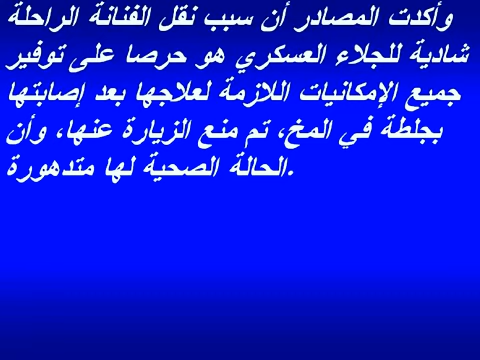 وأكدت المصادر أن سبب نقل الفنانة الراحلة
شادية للجلاء العسكري هو حرصا على توفير
جميع الإمكانيات اللازمة لعلاجها بعد إصابتها
بجلطة في المخ، تم منع الزيارة عنها، وأن
الحالة الصحية لها متدهورة.